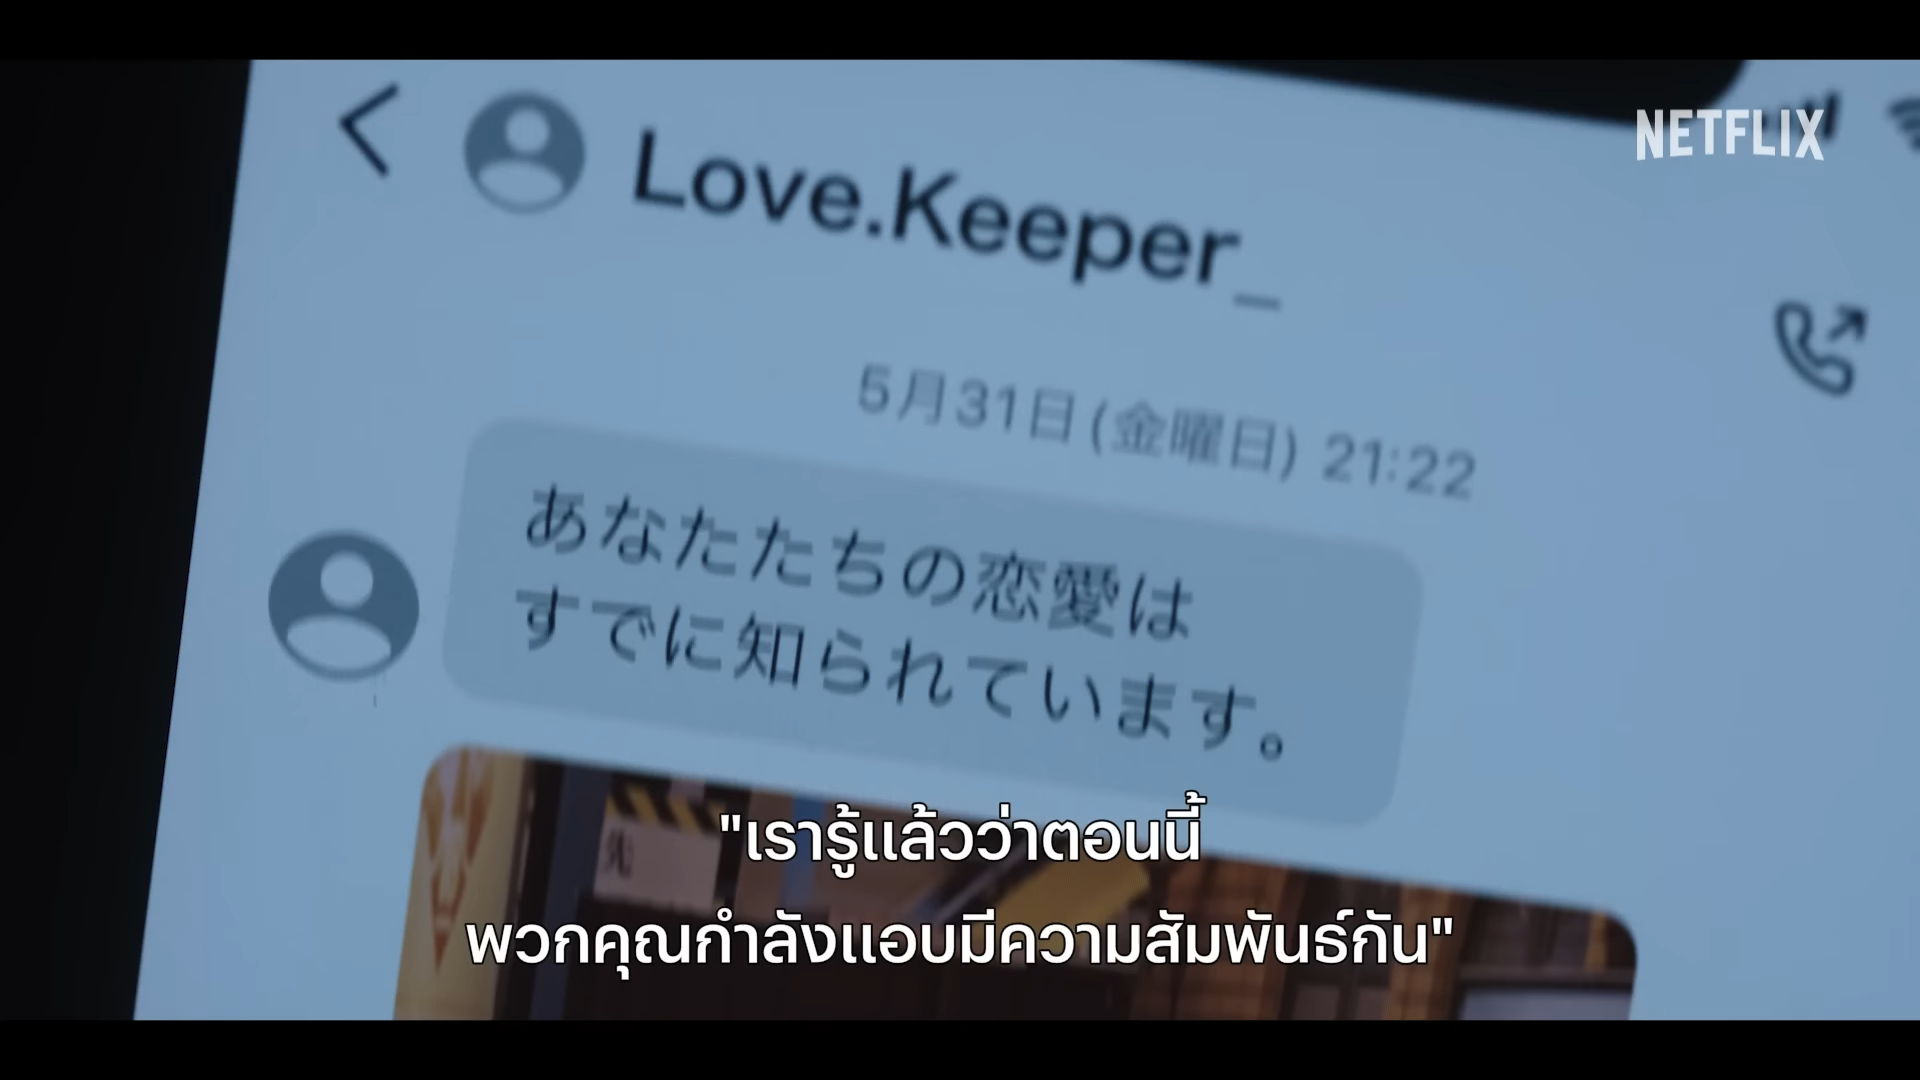 NETFLIX
Love.Keeper_
5月31日(金曜日) 21:22
あなたたちの恋愛は
すでに知られています。
先
"เรารู้แล้วว่าตอนนี้
พวกคุณกำลังแอบมีความสัมพันธ์กัน"